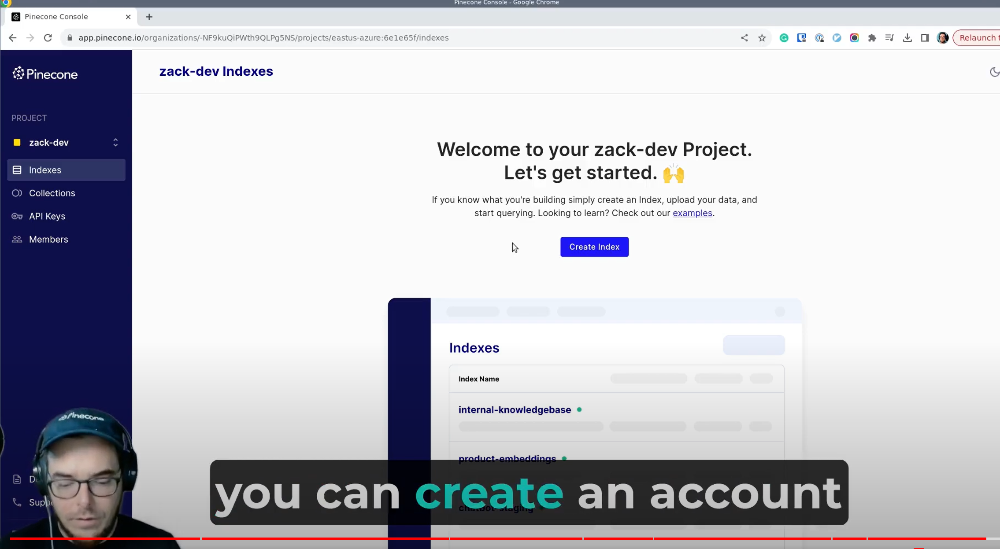 Pinecone Console - Google Chrome
Pinecone Console
app.pinecone.io/organizations/-NF9kuQiPWth9QLPg5NS/projects/eastus-azure:6e1e65f/indexes
Relaunch t
Pinecone
zack-dev Indexes
PROJECT
zack-dev
Indexes
Collections
API Keys
Members
Welcome to your zack-dev Project.
Let's get started. 🙌
If you know what you're building simply create an Index, upload your data, and
start querying. Looking to learn? Check out our examples.
Create Index
Indexes
Index Name
internal-knowledgebase
product-embeddings
chatbot-staging
Pinecone
D
Supp
you can create an account